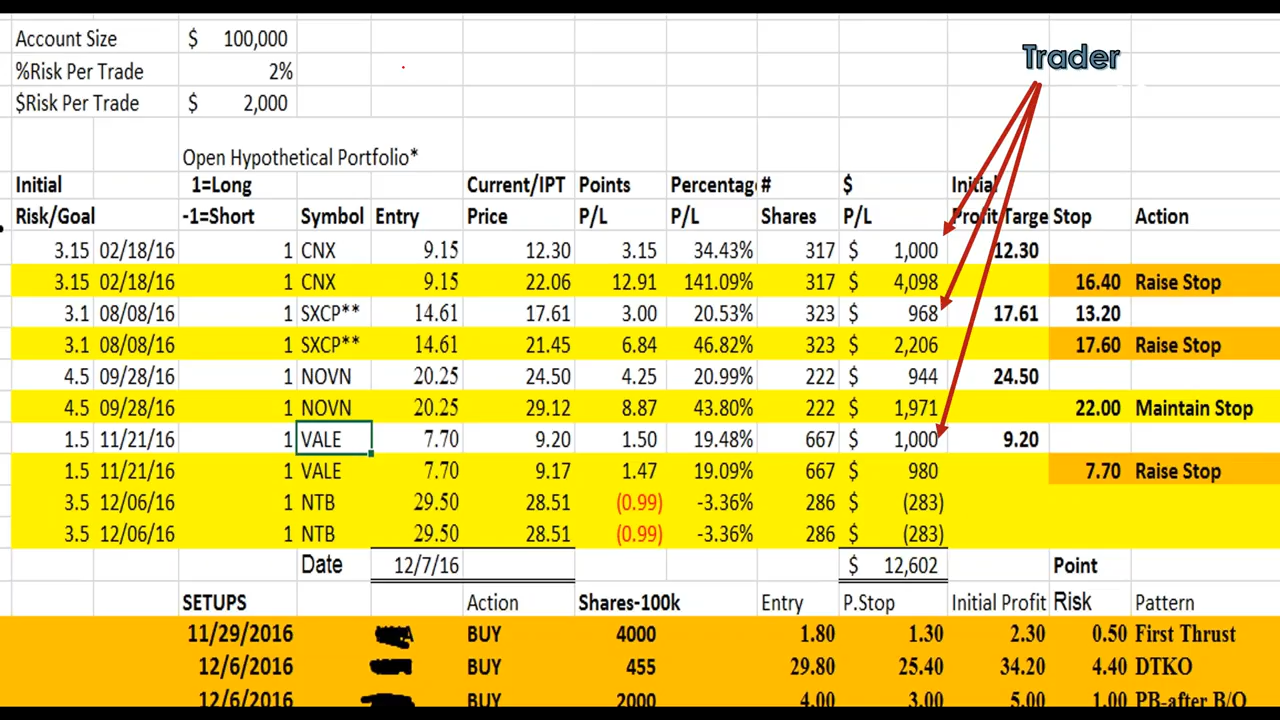 Account Size $ 100,000
Trader
%Risk Per Trade 2%
$Risk Per Trade $ 2,000
Open Hypothetical Portfolio*
Initial 1=Long Current/IPT Points Percentag # $ Initial
Risk/Goal -1=Short Symbol Entry Price P/L P/L Shares P/L Profit Targe Stop Action
3.15 02/18/16 1 CNX 9.15 12.30 3.15 34.43% 317 $ 1,000 12.30
3.15 02/18/16 1 CNX 9.15 22.06 12.91 141.09% 317 $ 4,098 16.40 Raise Stop
3.1 08/08/16 1 SXCP** 14.61 17.61 3.00 20.53% 323 $ 968 17.61 13.20
3.1 08/08/16 1 SXCP** 14.61 21.45 6.84 46.82% 323 $ 2,206 17.60 Raise Stop
4.5 09/28/16 1 NOVN 20.25 24.50 4.25 20.99% 222 $ 944 24.50
4.5 09/28/16 1 NOVN 20.25 29.12 8.87 43.80% 222 $ 1,971 22.00 Maintain Stop
1.5 11/21/16 1 VALE 7.70 9.20 1.50 19.48% 667 $ 1,000 9.20
1.5 11/21/16 1 VALE 7.70 9.17 1.47 19.09% 667 $ 980 7.70 Raise Stop
3.5 12/06/16 1 NTB 29.50 28.51 (0.99) -3.36% 286 $ (283)
3.5 12/06/16 1 NTB 29.50 28.51 (0.99) -3.36% 286 $ (283)
Date 12/7/16 $ 12,602 Point
SETUPS Action Shares-100k Entry P.Stop Initial Profit Risk Pattern
11/29/2016 BUY 4000 1.80 1.30 2.30 0.50 First Thrust
12/6/2016 BUY 455 29.80 25.40 34.20 4.40 DTKO
12/6/2016 BUY 2000 4.00 3.00 5.00 1.00 PB-after B/O